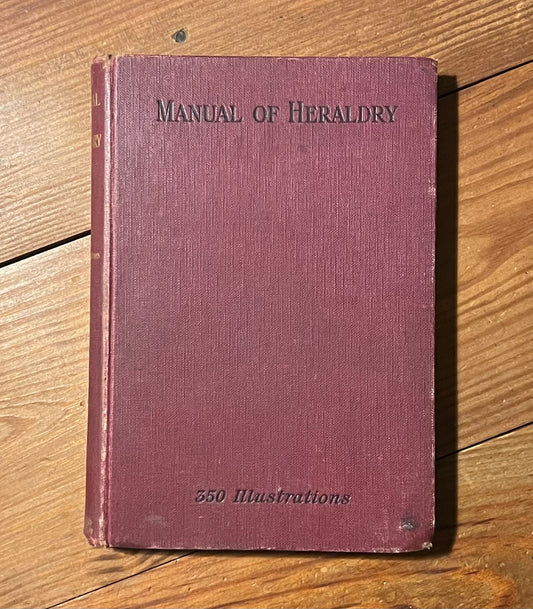 MANUAL OF HERALDRY
350 Illustrations